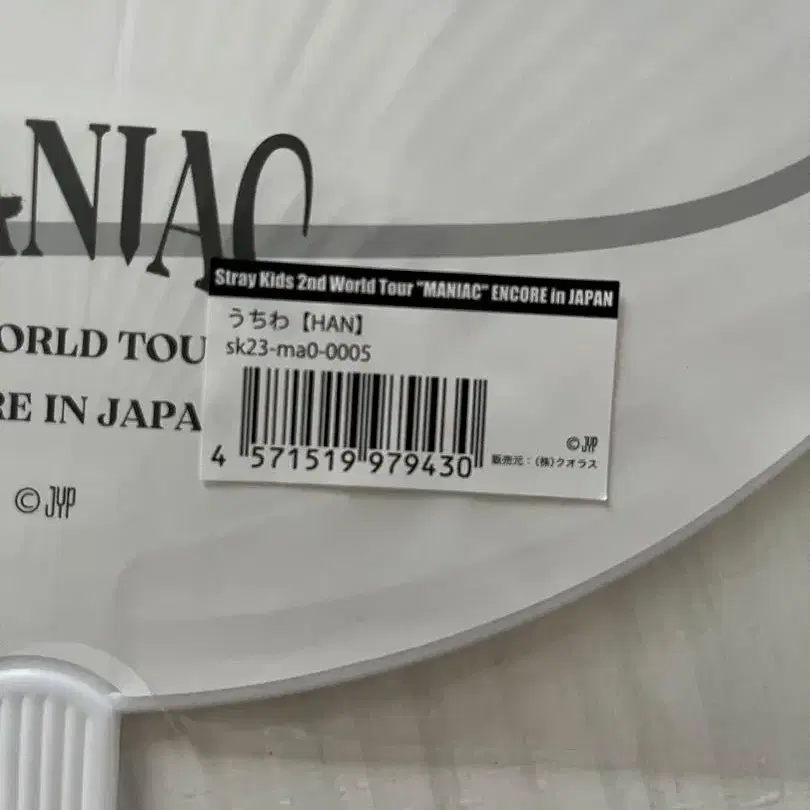 ANIAC
ORLD TOU
RE IN JAPA
© JYP
Stray Kids 2nd World Tour "MANIAC" ENCORE in JAPAN
うちわ【HAN】
sk23-ma0-0005
4 571519 979430
© JYP
販売元：（株）クオラス